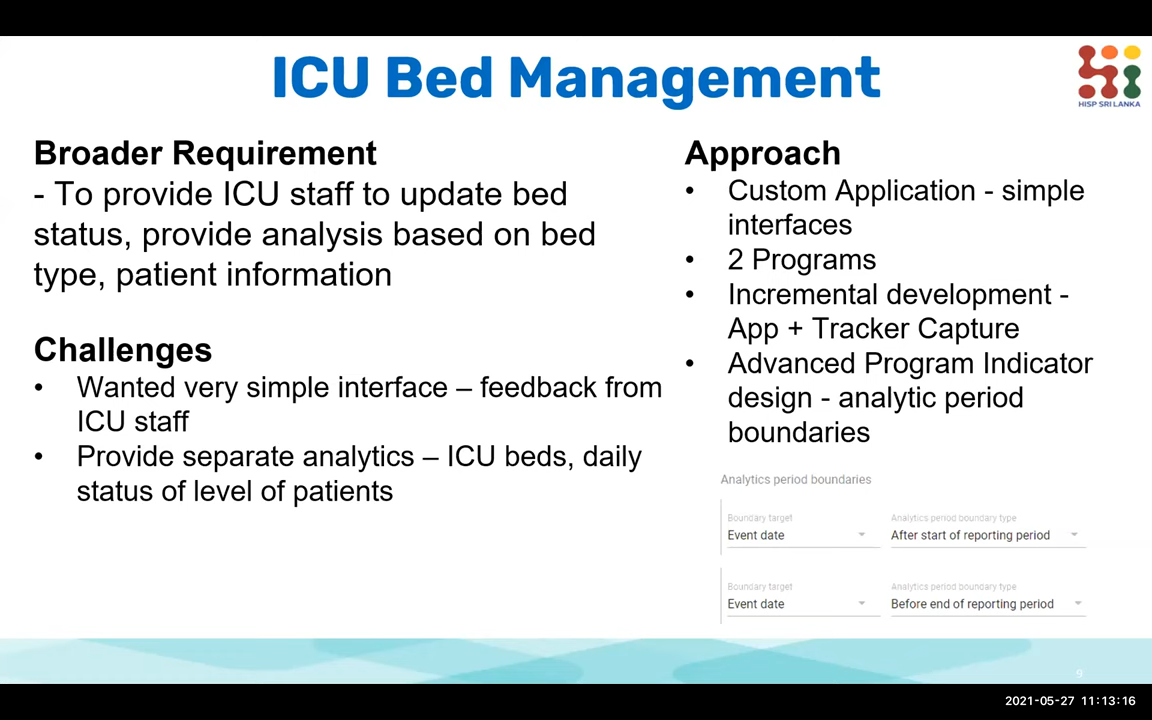 ICU Bed Management
HISP SRI LANKA
Broader Requirement
- To provide ICU staff to update bed
status, provide analysis based on bed
type, patient information
Challenges
• Wanted very simple interface – feedback from
ICU staff
• Provide separate analytics – ICU beds, daily
status of level of patients
Approach
• Custom Application - simple
interfaces
• 2 Programs
• Incremental development -
App + Tracker Capture
• Advanced Program Indicator
design - analytic period
boundaries
Analytics period boundaries
Boundary target Analytics period boundary type
Event date After start of reporting period
Boundary target Analytics period boundary type
Event date Before end of reporting period
9
2021-05-27 11:13:16